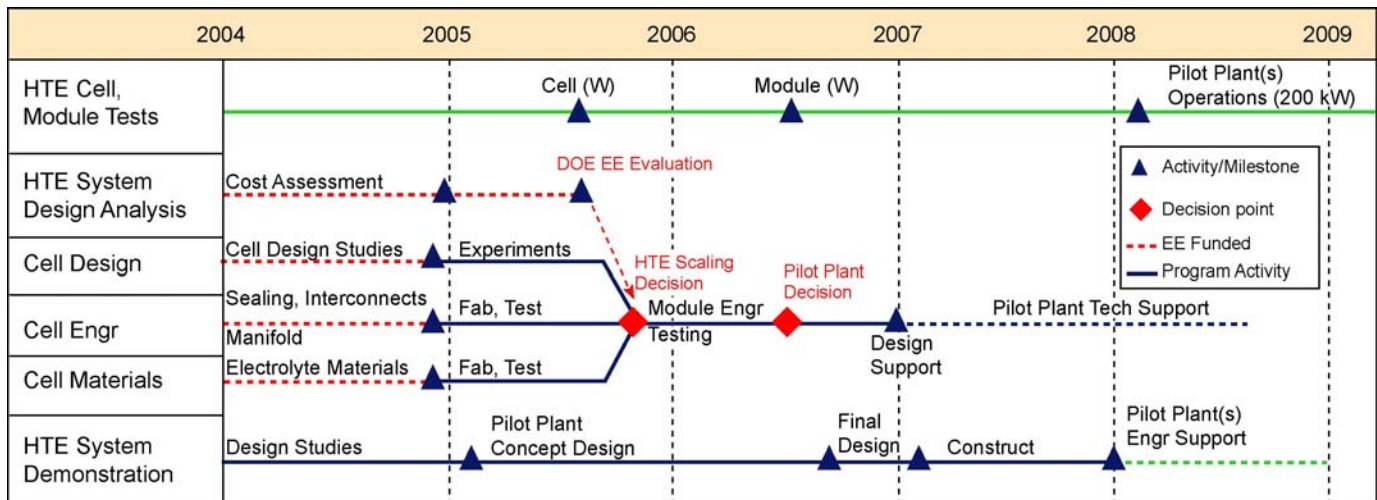 2004 2005 2006 2007 2008 2009
HTE Cell,
Module Tests
Cell (W)
Module (W)
Pilot Plant(s)
Operations (200 kW)
HTE System
Design Analysis
Cost Assessment
DOE EE Evaluation
Activity/Milestone
Decision point
EE Funded
Program Activity
Cell Design
Cell Design Studies
Experiments
HTE Scaling
Decision
Pilot Plant
Decision
Cell Engr
Sealing, Interconnects
Manifold
Fab, Test
Module Engr
Testing
Design
Support
Pilot Plant Tech Support
Cell Materials
Electrolyte Materials
Fab, Test
HTE System
Demonstration
Design Studies
Pilot Plant
Concept Design
Final
Design
Construct
Pilot Plant(s)
Engr Support